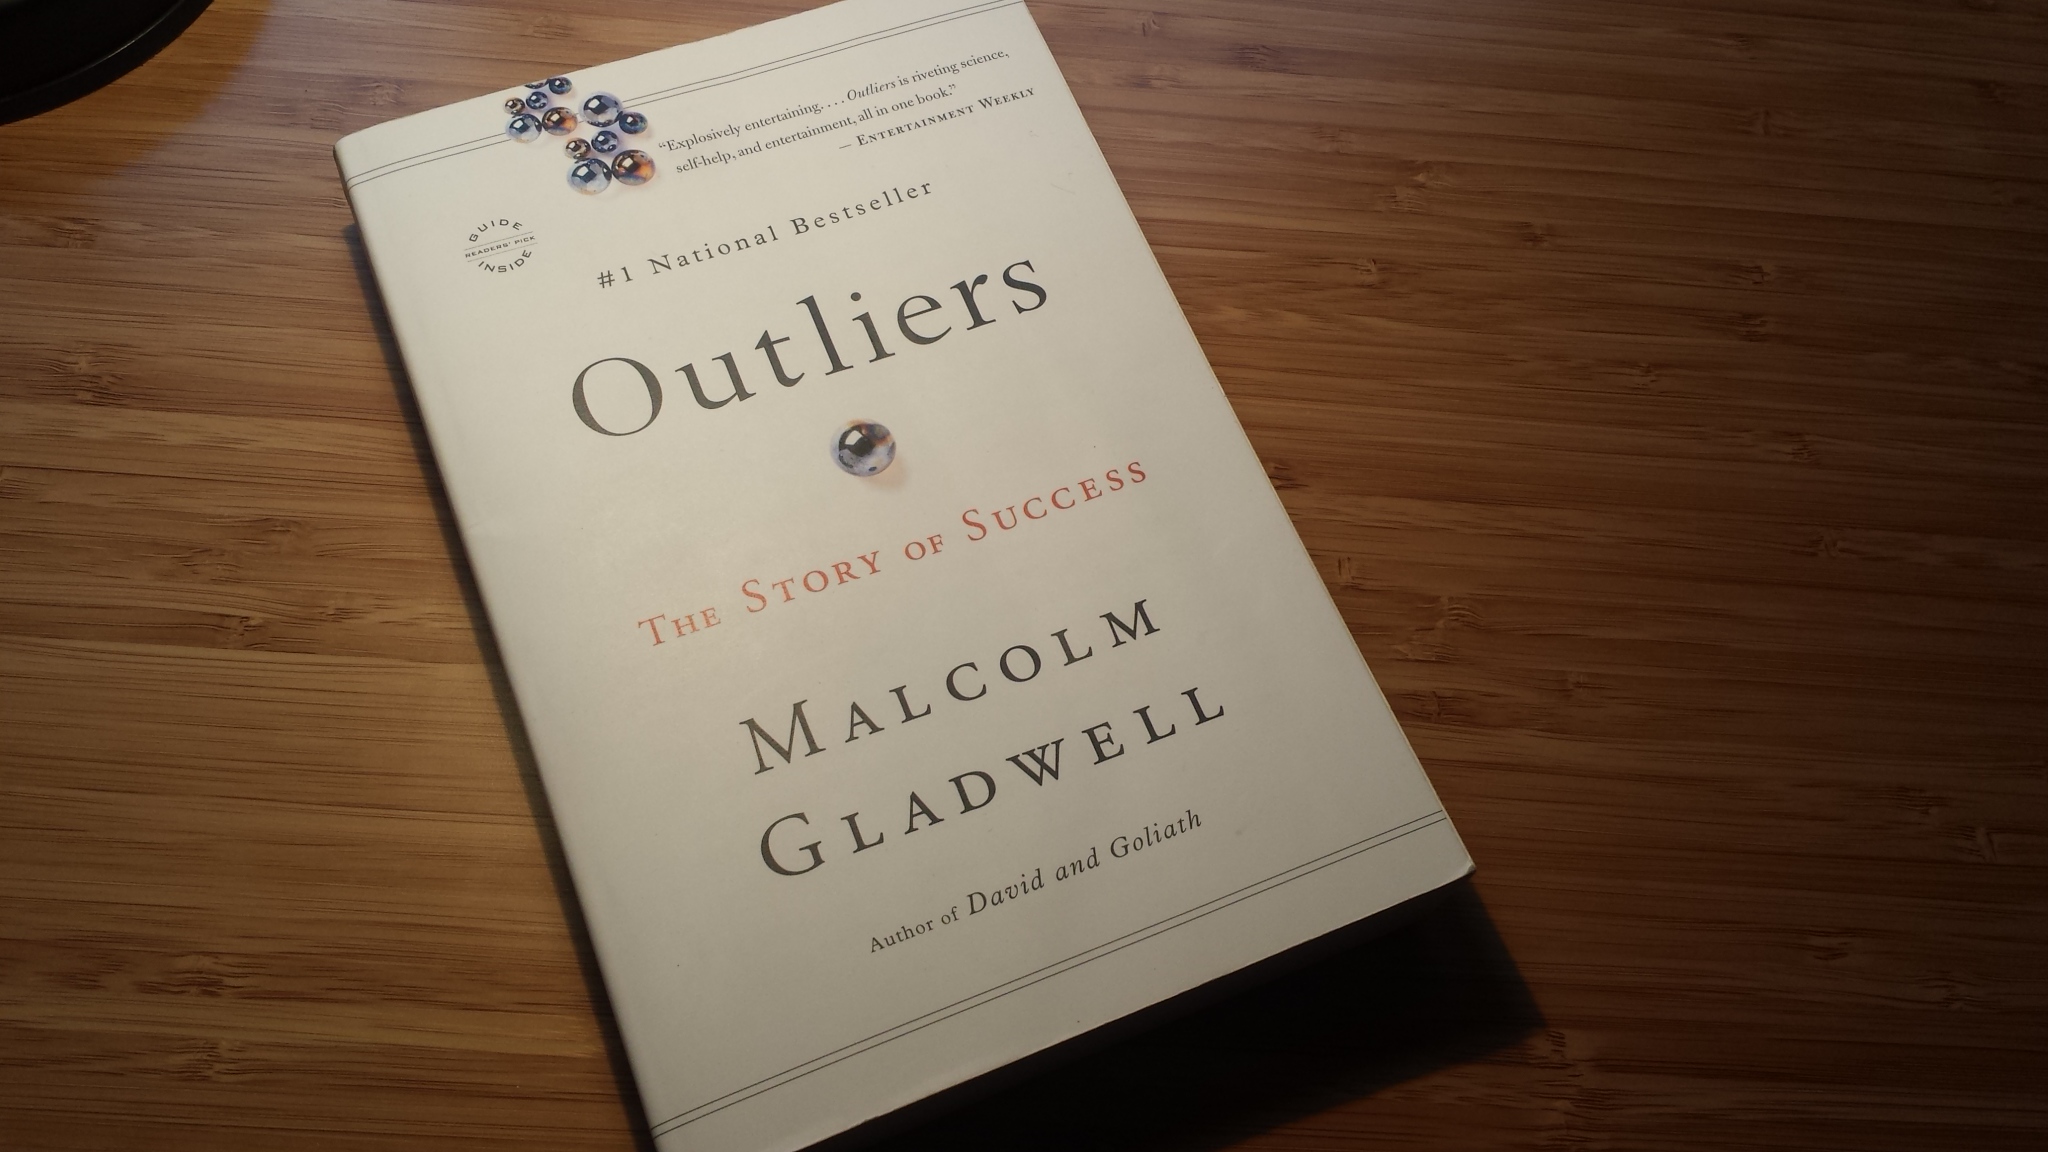 “Explosively entertaining. . . . Outliers is riveting science,
self-help, and entertainment, all in one book.”
— ENTERTAINMENT WEEKLY
GUIDE
READERS' PICK
INSIDE
#1 National Bestseller
Outliers
THE STORY OF SUCCESS
MALCOLM
GLADWELL
Author of David and Goliath